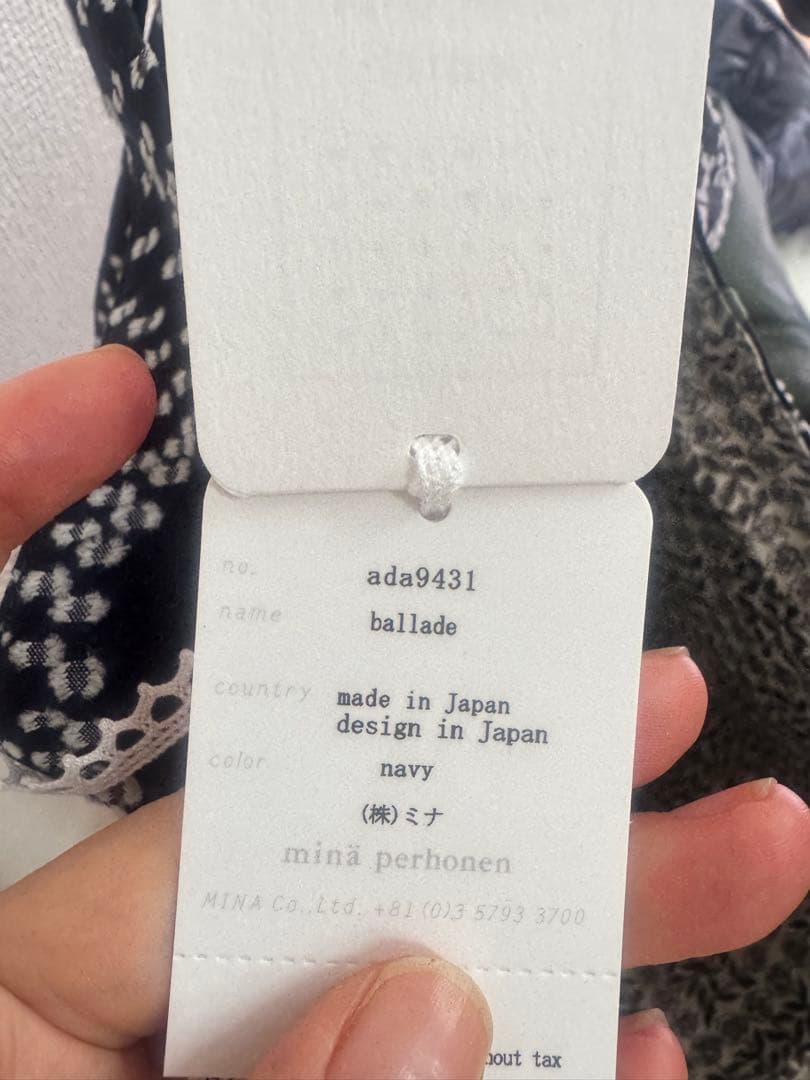 no. ada9431
name ballade
country made in Japan
design in Japan
color navy
(株)ミナ
minä perhonen
MINA Co.,Ltd. +81(0)3 5793 3700
tax